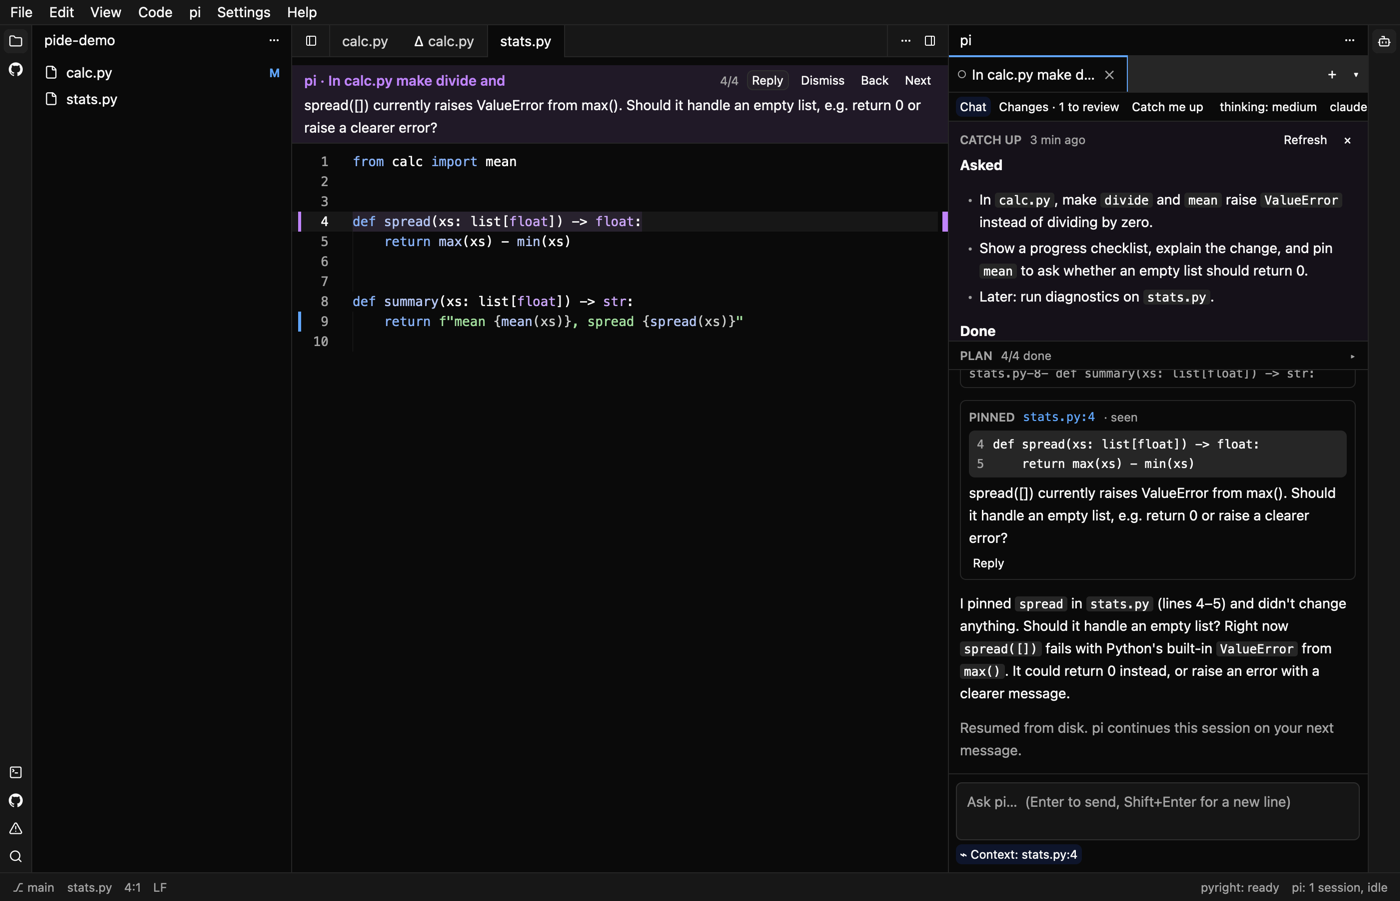 File Edit View Code pi Settings Help
pide-demo
calc.py M
stats.py
calc.py
Δ calc.py
stats.py
pi · In calc.py make divide and
4/4 Reply Dismiss Back Next
spread([]) currently raises ValueError from max(). Should it handle an empty list, e.g. return 0 or
raise a clearer error?
1 from calc import mean
2
3
4 def spread(xs: list[float]) -> float:
5 return max(xs) - min(xs)
6
7
8 def summary(xs: list[float]) -> str:
9 return f"mean {mean(xs)}, spread {spread(xs)}"
10
pi
In calc.py make d...
Chat Changes · 1 to review Catch me up thinking: medium claude
CATCH UP 3 min ago Refresh ×
Asked
• In calc.py, make divide and mean raise ValueError
instead of dividing by zero.
• Show a progress checklist, explain the change, and pin
mean to ask whether an empty list should return 0.
• Later: run diagnostics on stats.py.
Done
PLAN 4/4 done
stats.py-8- def summary(xs: list[float]) -> str:
PINNED stats.py:4 · seen
4 def spread(xs: list[float]) -> float:
5 return max(xs) - min(xs)
spread([]) currently raises ValueError from max(). Should
it handle an empty list, e.g. return 0 or raise a clearer
error?
Reply
I pinned spread in stats.py (lines 4–5) and didn't change
anything. Should it handle an empty list? Right now
spread([]) fails with Python's built-in ValueError from
max(). It could return 0 instead, or raise an error with a
clearer message.
Resumed from disk. pi continues this session on your next
message.
Ask pi... (Enter to send, Shift+Enter for a new line)
Context: stats.py:4
main stats.py 4:1 LF
pyright: ready pi: 1 session, idle